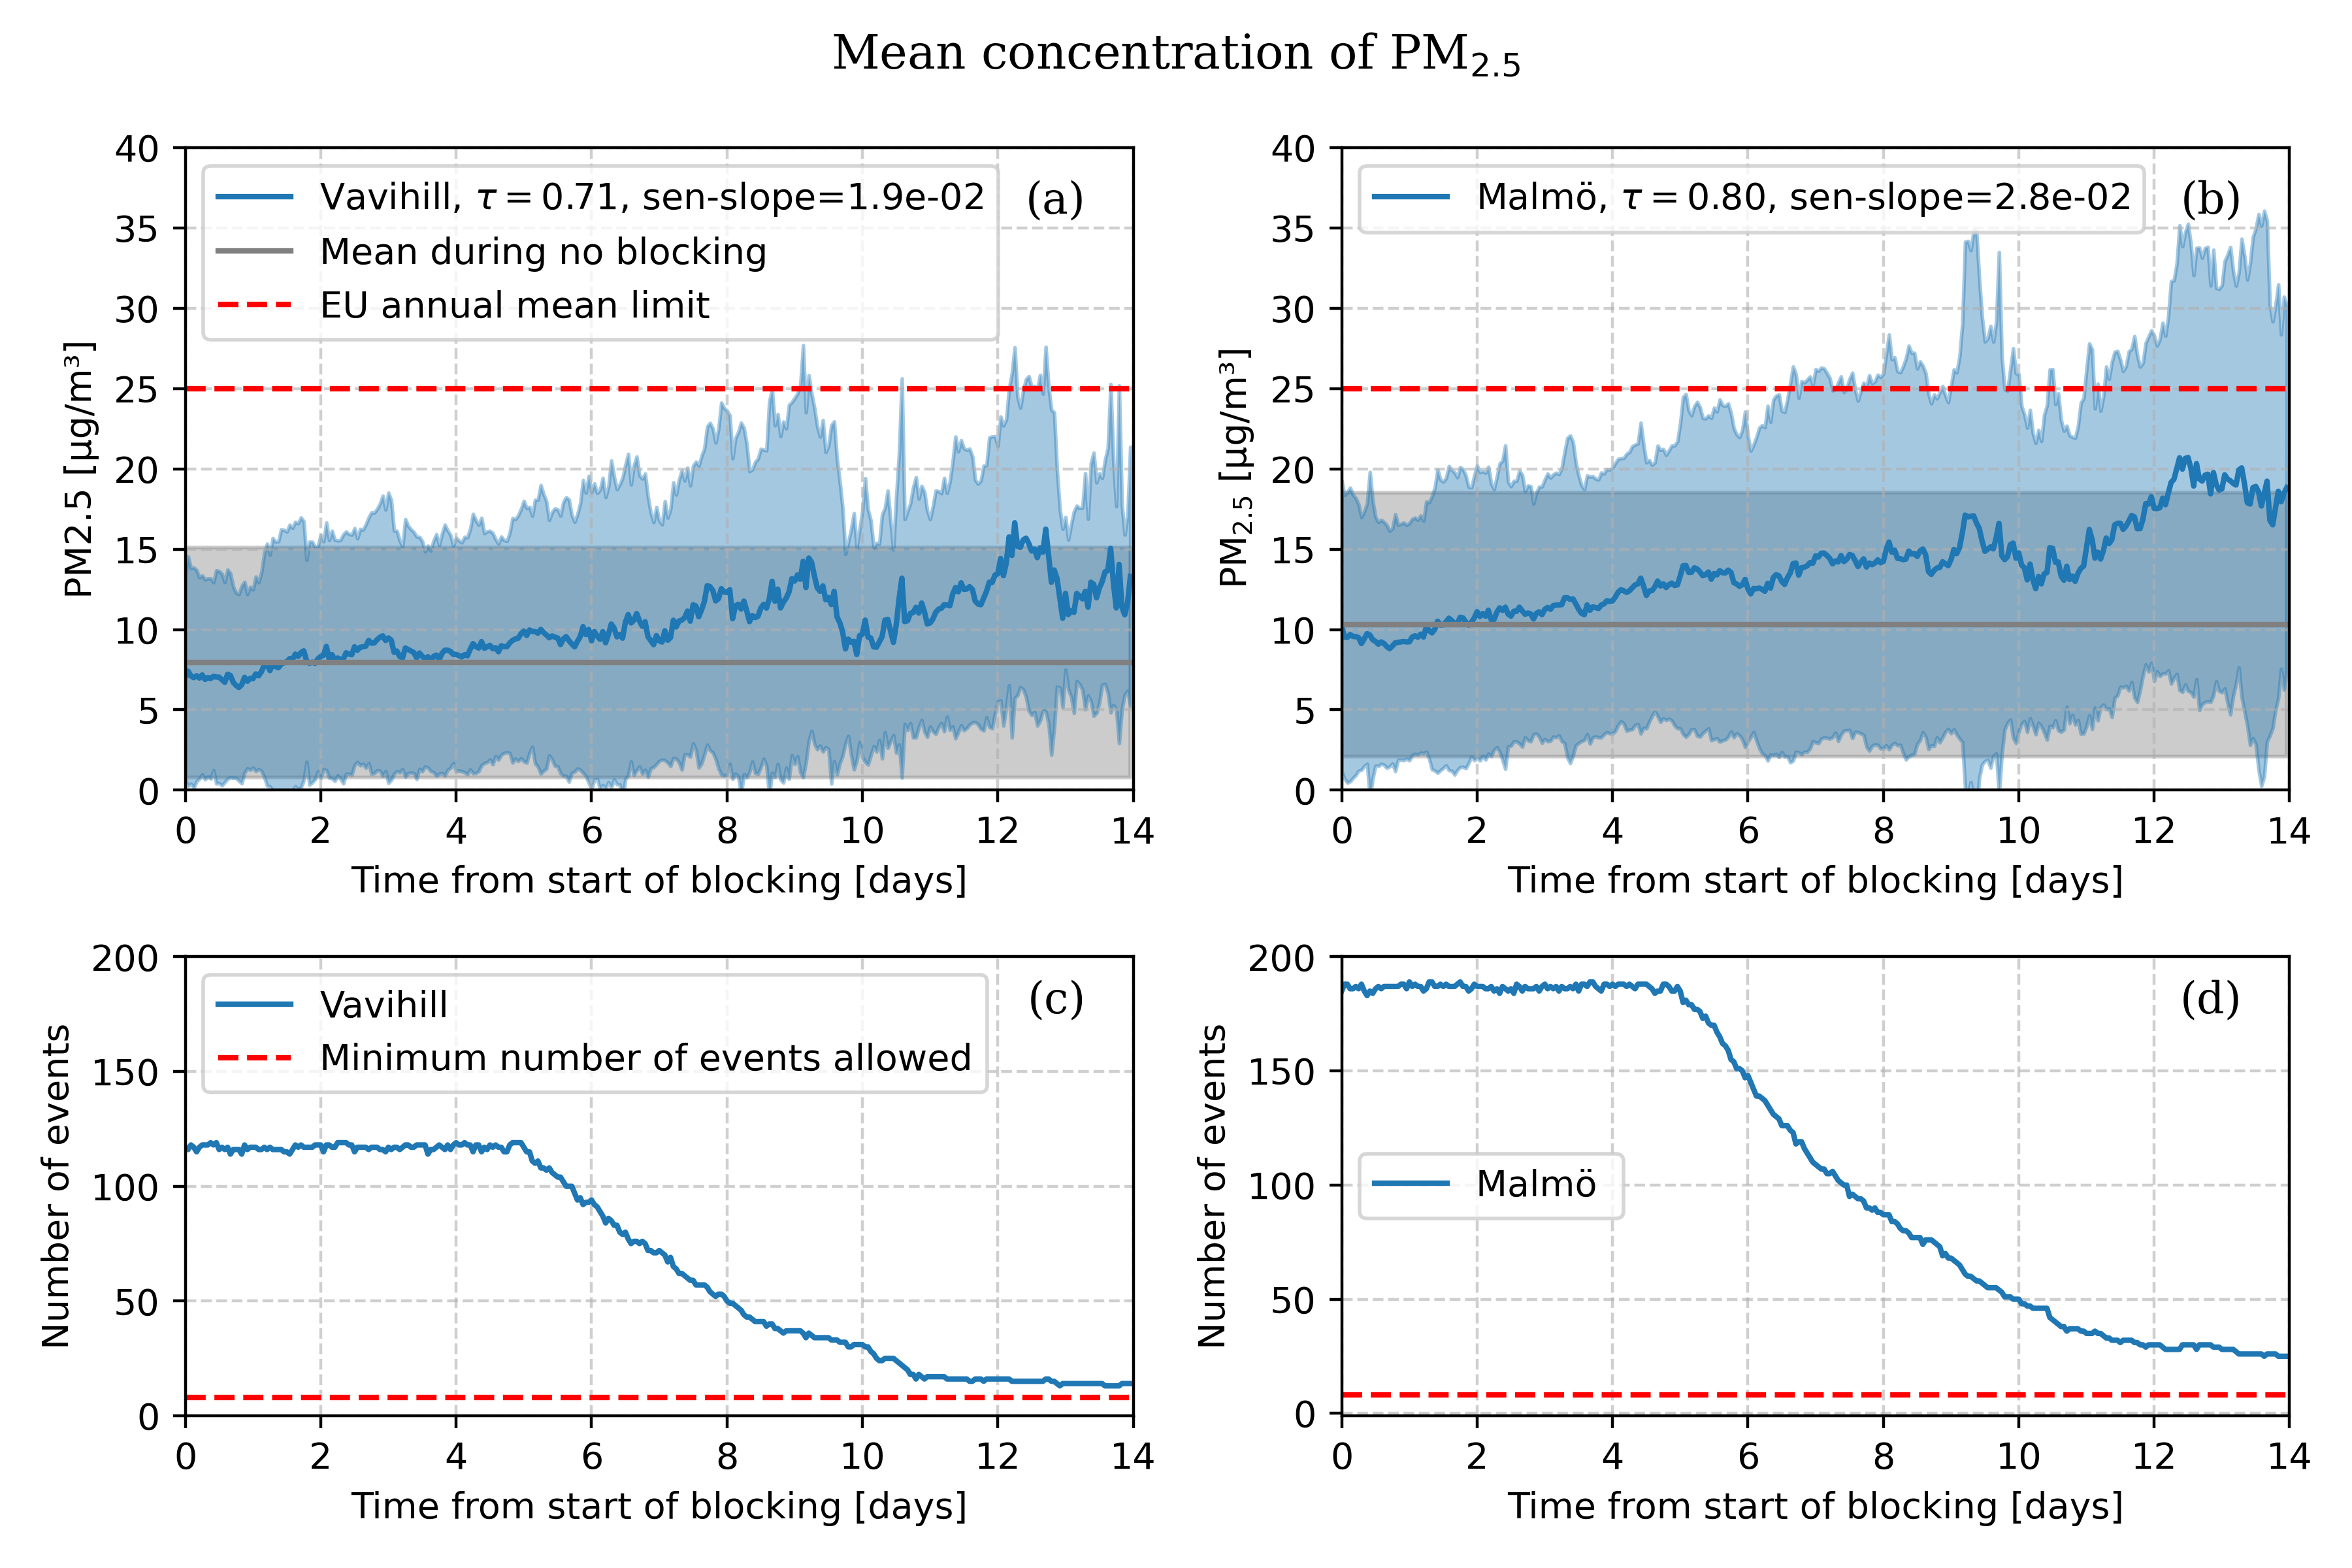 Mean concentration of PM₂.₅
40
35
30
25
20
15
10
5
0
PM2.5 [µg/m³]
Vavihill, τ = 0.71, sen-slope=1.9e-02
Mean during no blocking
EU annual mean limit
(a)
0 2 4 6 8 10 12 14
Time from start of blocking [days]
40
35
30
25
20
15
10
5
0
PM₂.₅ [µg/m³]
Malmö, τ = 0.80, sen-slope=2.8e-02
(b)
0 2 4 6 8 10 12 14
Time from start of blocking [days]
200
150
100
50
0
Number of events
Vavihill
Minimum number of events allowed
(c)
0 2 4 6 8 10 12 14
Time from start of blocking [days]
200
150
100
50
0
Number of events
Malmö
(d)
0 2 4 6 8 10 12 14
Time from start of blocking [days]